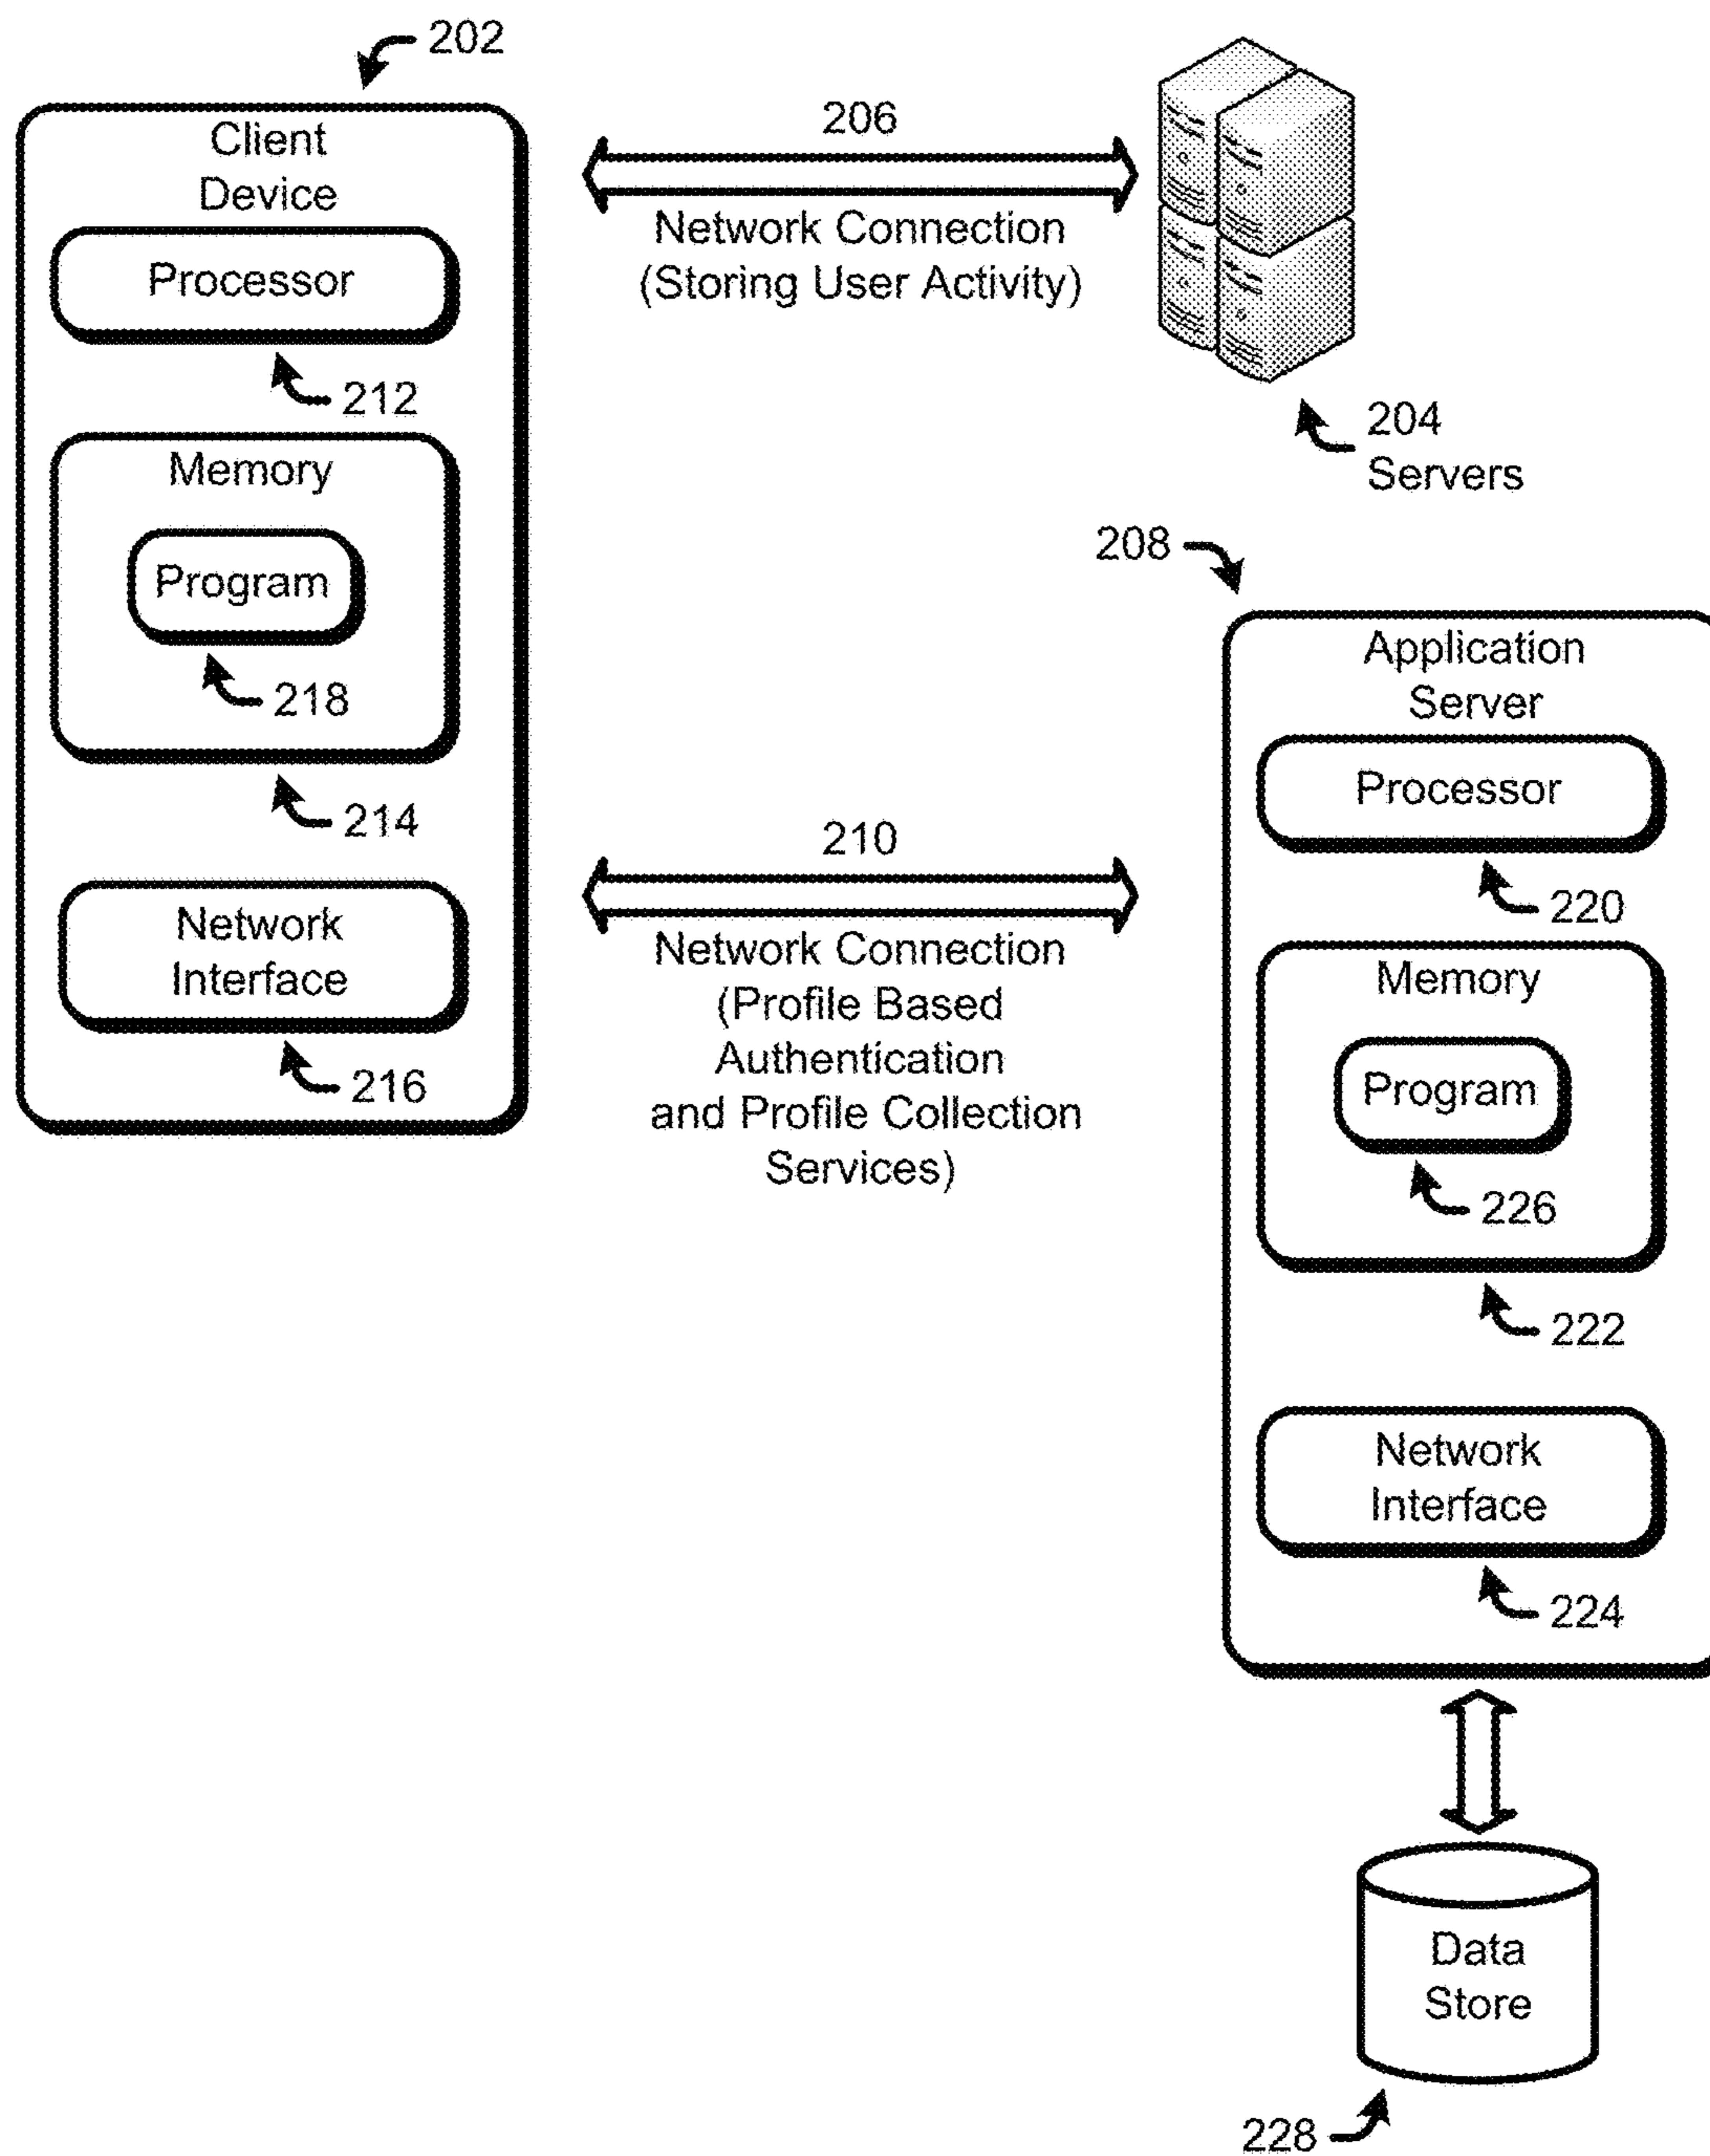 202
Client
Device
Processor
212
Memory
Program
218
214
Network
Interface
216
206
Network Connection
(Storing User Activity)
204
Servers
210
Network Connection
(Profile Based
Authentication
and Profile Collection
Services)
208
Application
Server
Processor
220
Memory
Program
226
222
Network
Interface
224
Data
Store
228